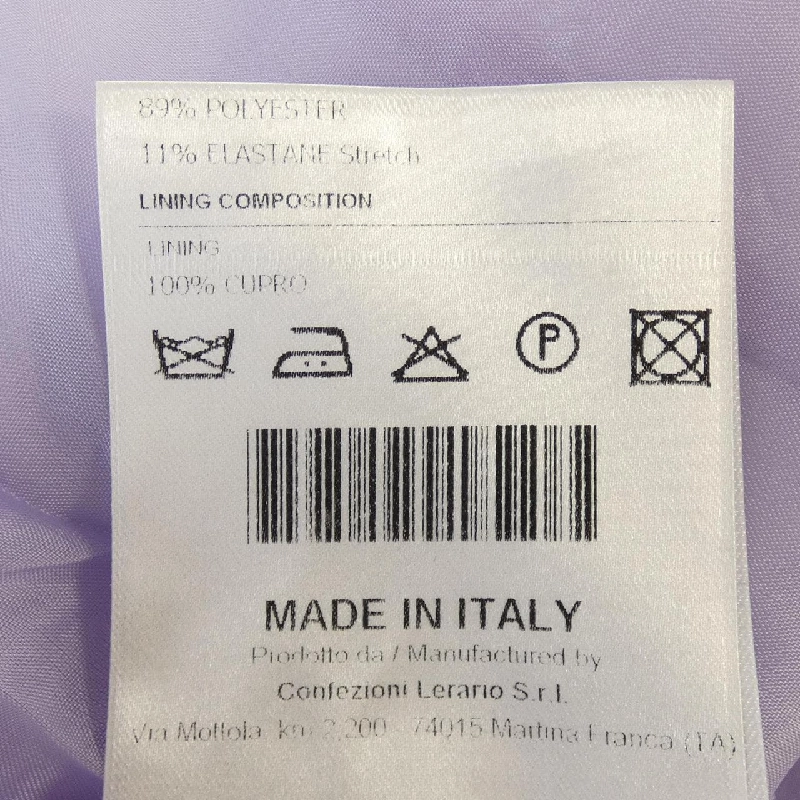 89% POLYESTER
11% ELASTANE Stretch
LINING COMPOSITION
LINING
100% CUPRO
P
MADE IN ITALY
Prodotto da / Manufactured by
Confezioni Lerario S.r.l.
Via Mottola km 2,200 - 74015 Martina Franca (TA)